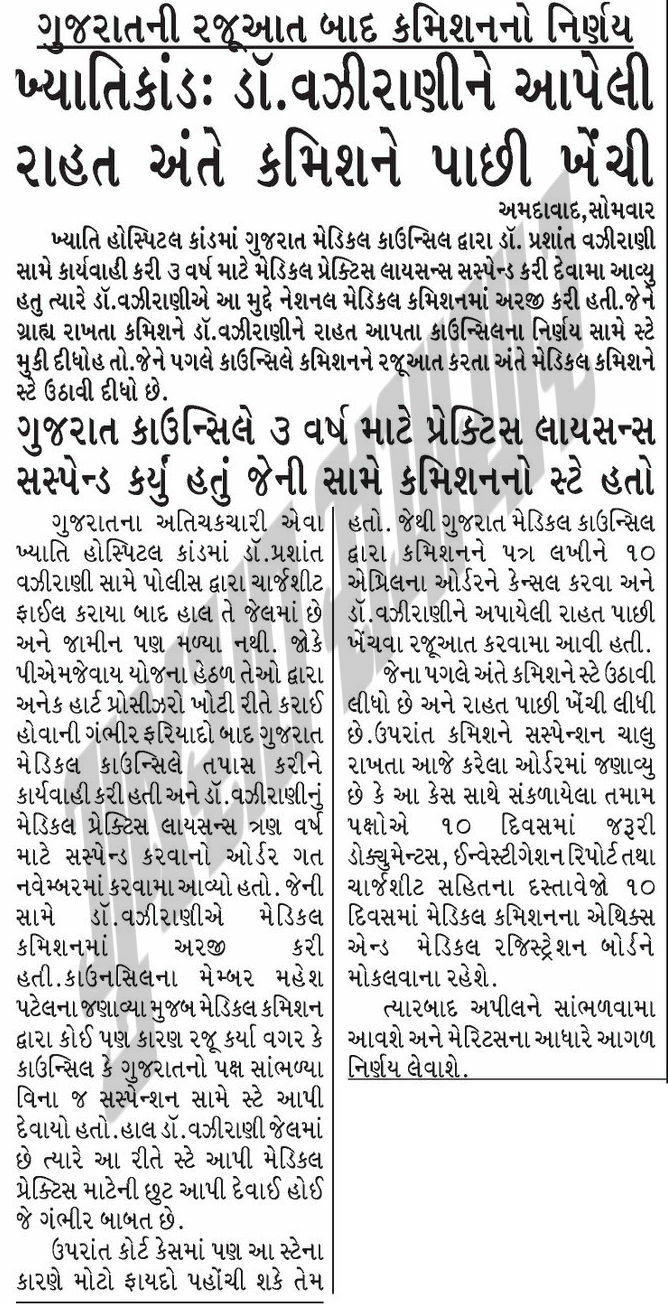 ગુજરાતની રજૂઆત બાદ કમિશનનો નિર્ણય
ખ્યાતિકાંડઃ ડૉ.વઝીરાણીને આપેલી
રાહત અંતે કમિશને પાછી ખેંચી
અમદાવાદ,સોમવાર
ખ્યાતિ હોસ્પિટલ કાંડમાં ગુજરાત મેડિકલ કાઉન્સિલ દ્વારા ડૉ. પ્રશાંત વઝીરાણી
સામે કાર્યવાહી કરી ૩ વર્ષ માટે મેડિકલ પ્રેક્ટિસ લાયસન્સ સસ્પેન્ડ કરી દેવામા આવ્યુ
હતુ ત્યારે ડૉ.વઝીરાણીએ આ મુદ્દે નેશનલ મેડિકલ કમિશનમાં અરજી કરી હતી.જેને
ગ્રાહ્ય રાખતા કમિશને ડૉ.વઝીરાણીને રાહત આપતા કાઉન્સિલના નિર્ણય સામે સ્ટે
મુકી દીધોહ તો.જેને પગલે કાઉન્સિલે કમિશનને રજૂઆત કરતા અંતે મેડિકલ કમિશને
સ્ટે ઉઠાવી દીધો છે.
ગુજરાત કાઉન્સિલે ૩ વર્ષ માટે પ્રેક્ટિસ લાયસન્સ
સસ્પેન્ડ કર્યું હતું જેની સામે કમિશનનો સ્ટે હતો
ગુજરાતના અતિચકચારી એવા
ખ્યાતિ હોસ્પિટલ કાંડમાં ડૉ.પ્રશાંત
વઝીરાણી સામે પોલીસ દ્વારા ચાર્જશીટ
ફાઈલ કરાયા બાદ હાલ તે જેલમાં છે
અને જામીન પણ મળ્યા નથી. જોકે
પીએમજેવાય યોજના હેઠળ તેઓ દ્વારા
અનેક હાર્ટ પ્રોસીઝરો ખોટી રીતે કરાઈ
હોવાની ગંભીર ફરિયાદો બાદ ગુજરાત
મેડિકલ કાઉન્સિલે તપાસ કરીને
કાર્યવાહી કરી હતી અને ડૉ.વઝીરાણીનું
મેડિકલ પ્રેક્ટિસ લાયસન્સ ત્રણ વર્ષ
માટે સસ્પેન્ડ કરવાનો ઓર્ડર ગત
નવેમ્બરમાં કરવામા આવ્યો હતો. જેની
સામે ડૉ.વઝીરાણીએ મેડિકલ
કમિશનમાં અરજી કરી
હતી.કાઉનસિલના મેમ્બર મહેશ
પટેલના જણાવ્યા મુજબ મેડિકલ કમિશન
દ્વારા કોઈ પણ કારણ રજૂ કર્યા વગર કે
કાઉન્સિલ કે ગુજરાતનો પક્ષ સાંભળ્યા
વિના જ સસ્પેન્શન સામે સ્ટે આપી
દેવાયો હતો.હાલ ડૉ.વઝીરાણી જેલમાં
છે ત્યારે આ રીતે સ્ટે આપી મેડિકલ
પ્રેક્ટિસ માટેની છુટ આપી દેવાઈ હોઈ
જે ગંભીર બાબત છે.
ઉપરાંત કોર્ટ કેસમાં પણ આ સ્ટેના
કારણે મોટો ફાયદો પહોંચી શકે તેમ
હતો. જેથી ગુજરાત મેડિકલ કાઉન્સિલ
દ્વારા કમિશનને પત્રા લખીને ૧૦
એપ્રિલના ઓર્ડરને કેન્સલ કરવા અને
ડૉ.વઝીરાણીને અપાયેલી રાહત પાછી
ખેંચવા રજૂઆત કરવામા આવી હતી.
જેના પગલે અંતે કમિશને સ્ટે ઉઠાવી
લીધો છે અને રાહત પાછી ખેંચી લીધી
છે.ઉપરાંત કમિશને સસ્પેન્શન ચાલુ
રાખતા આજે કરેલા ઓર્ડરમાં જણાવ્યુ
છે કે આ કેસ સાથે સંકળાયેલા તમામ
પક્ષોએ ૧૦ દિવસમાં જરૂરી
ડોક્યુમેન્ટસ, ઈન્વેસ્ટીગેશન રિપોર્ટ તથા
ચાર્જશીટ સહિતના દસ્તાવેજો ૧૦
દિવસમાં મેડિકલ કમિશનના એથિક્સ
એન્ડ મેડિકલ રજિસ્ટ્રેશન બોર્ડને
મોકલવાના રહેશે.
ત્યારબાદ અપીલને સાંભળવામા
આવશે અને મેરિટસના આધારે આગળ
નિર્ણય લેવાશે.